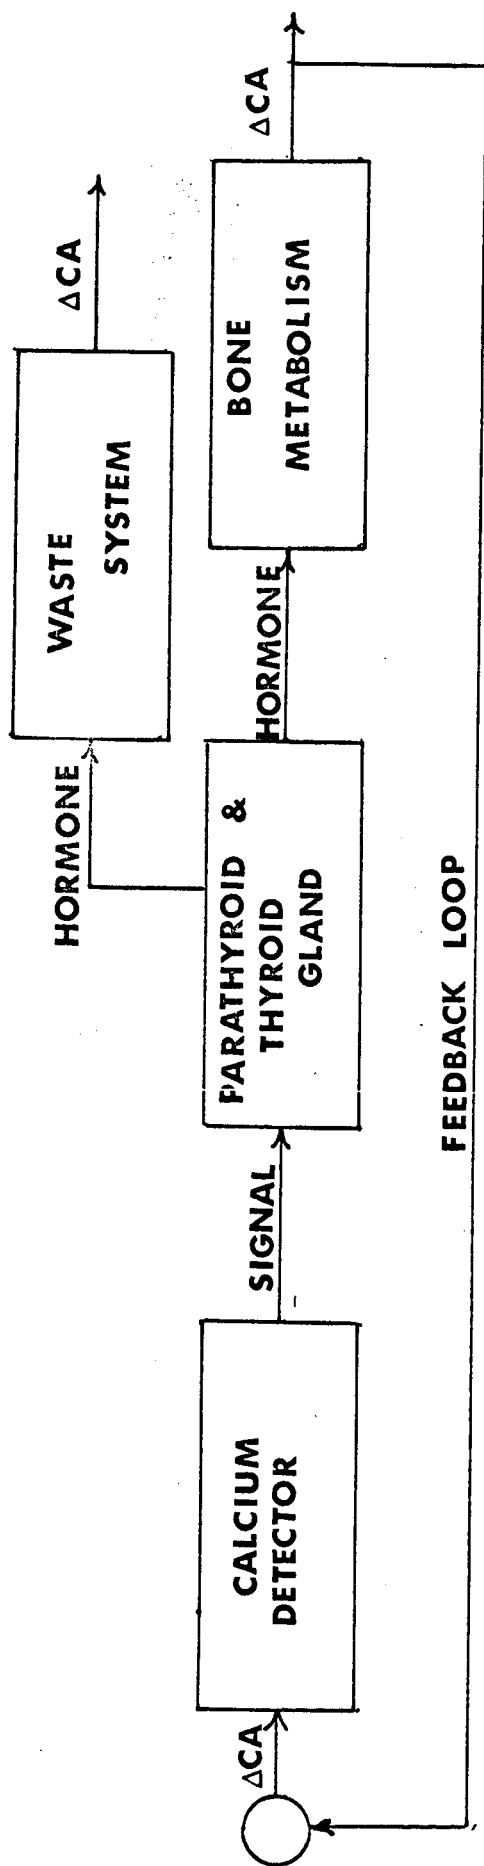 ΔCA
CALCIUM
DETECTOR
SIGNAL
PARATHYROID &
THYROID
GLAND
HORMONE
WASTE
SYSTEM
ΔCA
HORMONE
BONE
METABOLISM
ΔCA
FEEDBACK LOOP